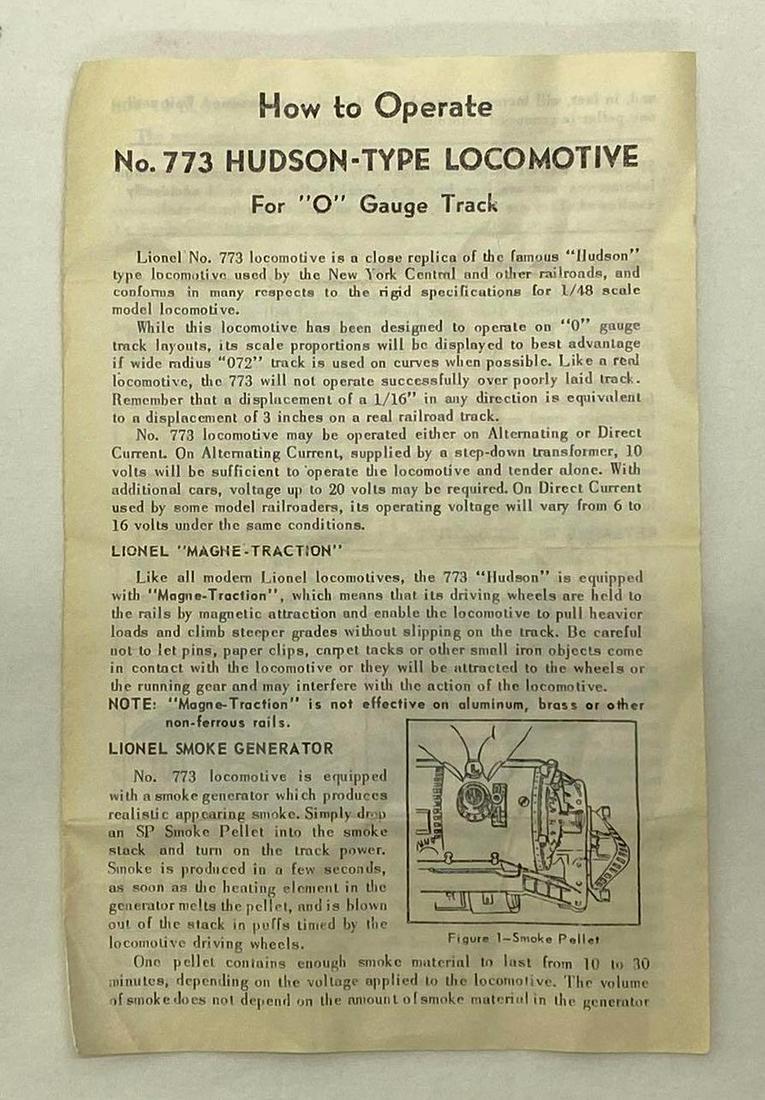 How to Operate
No. 773 HUDSON-TYPE LOCOMOTIVE
For "O" Gauge Track
Lionel No. 773 locomotive is a close replica of the famous "Hudson"
type locomotive used by the New York Central and other railroads, and
conforms in many respects to the rigid specifications for 1/48 scale
model locomotive.
While this locomotive has been designed to operate on "0" gauge
track layouts, its scale proportions will be displayed to best advantage
if wide radius "072" track is used on curves when possible. Like a real
locomotive, the 773 will not operate successfully over poorly laid track.
Remember that a displacement of a 1/16" in any direction is equivalent
to a displacement of 3 inches on a real railroad track.
No. 773 locomotive may be operated either on Alternating or Direct
Current. On Alternating Current, supplied by a step-down transformer, 10
volts will be sufficient to operate the locomotive and tender alone. With
additional cars, voltage up to 20 volts may be required. On Direct Current
used by some model railroaders, its operating voltage will vary from 6 to
16 volts under the same conditions.
LIONEL "MAGNE-TRACTION"
Like all modern Lionel locomotives, the 773 "Hudson" is equipped
with "Magne-Traction", which means that its driving wheels are held to
the rails by magnetic attraction and enable the locomotive to pull heavier
loads and climb steeper grades without slipping on the track. Be careful
not to let pins, paper clips, carpet tacks or other small iron objects come
in contact with the locomotive or they will be attracted to the wheels or
the running gear and may interfere with the action of the locomotive.
NOTE: "Magne-Traction" is not effective on aluminum, brass or other
non-ferrous rails.
LIONEL SMOKE GENERATOR
No. 773 locomotive is equipped
with a smoke generator which produces
realistic appearing smoke. Simply drop
an SP Smoke Pellet into the smoke
stack and turn on the track power.
Smoke is produced in a few seconds,
as soon as the heating element in the
generator melts the pellet, and is blown
out of the stack in puffs timed by the
locomotive driving wheels.
Figure 1—Smoke Pellet
One pellet contains enough smoke material to last from 10 to 30
minutes, depending on the voltage applied to the locomotive. The volume
of smoke does not depend on the amount of smoke material in the generator